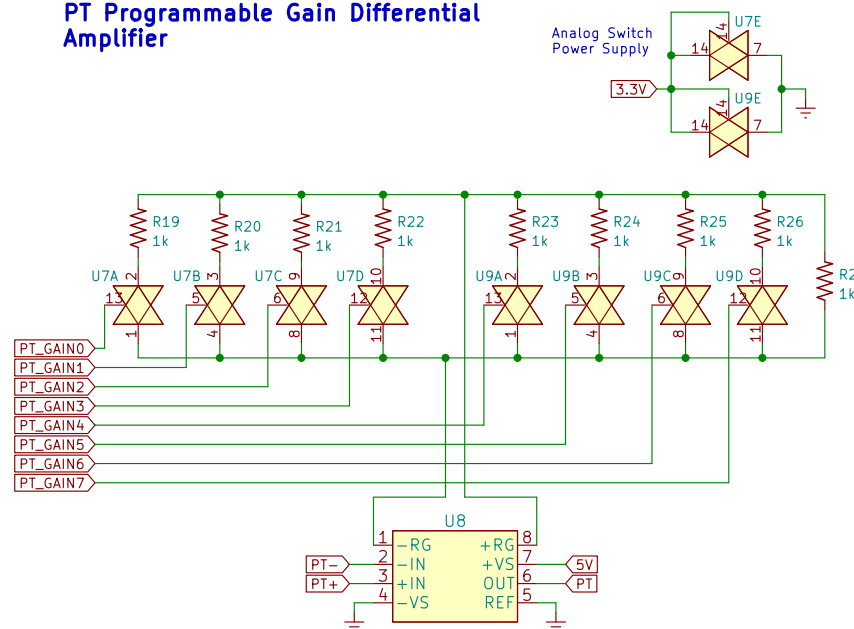 PT Programmable Gain Differential
Amplifier
Analog Switch
Power Supply
U7E
14
14
7
3.3V
U9E
14
14
7
R19
1k
R20
1k
R21
1k
R22
1k
R23
1k
R24
1k
R25
1k
R26
1k
R2
1k
U7A
2
13
1
U7B
3
5
4
U7C
9
6
8
U7D
10
12
11
U9A
2
13
1
U9B
3
5
4
U9C
9
6
8
U9D
10
12
11
PT_GAIN0
PT_GAIN1
PT_GAIN2
PT_GAIN3
PT_GAIN4
PT_GAIN5
PT_GAIN6
PT_GAIN7
U8
1 -RG +RG 8
PT- 2 -IN +VS 7 5V
PT+ 3 +IN OUT 6 PT
4 -VS REF 5